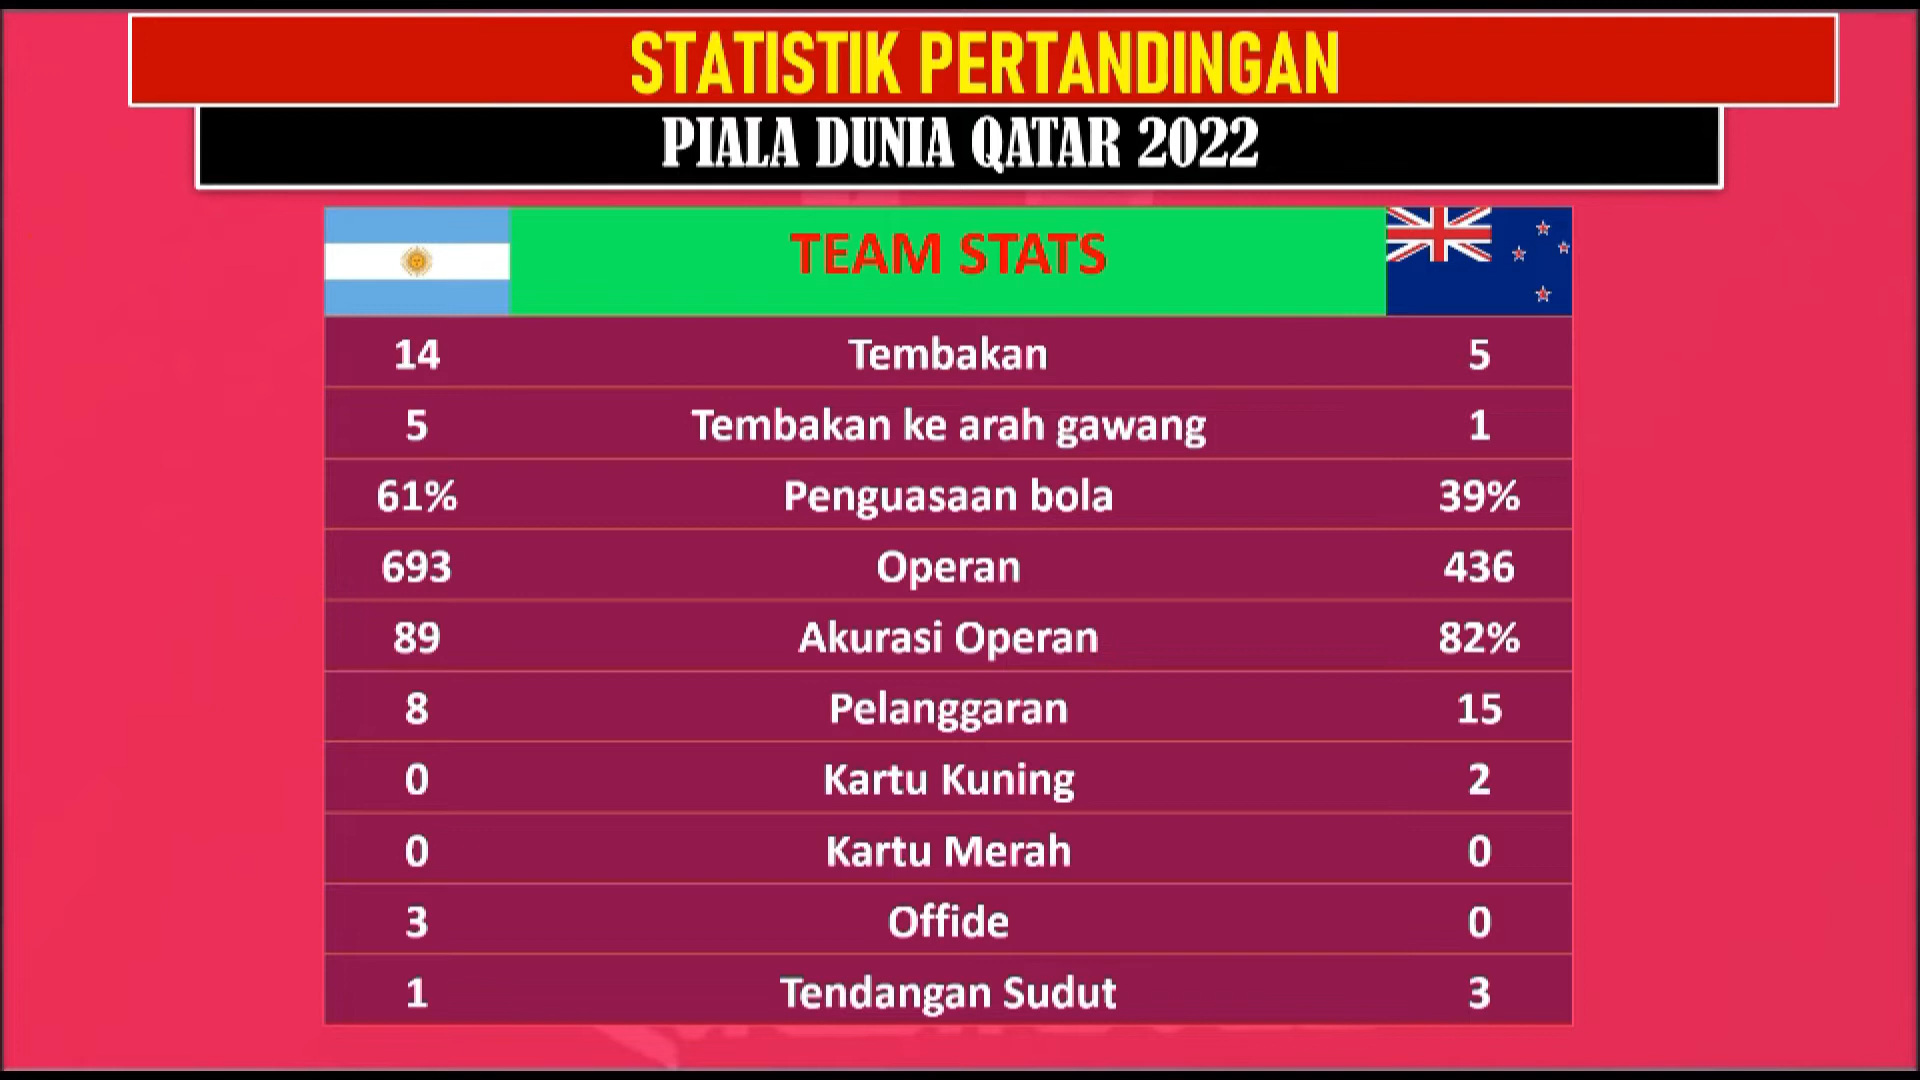 STATISTIK PERTANDINGAN
PIALA DUNIA QATAR 2022
TEAM STATS
14 Tembakan 5
5 Tembakan ke arah gawang 1
61% Penguasaan bola 39%
693 Operan 436
89 Akurasi Operan 82%
8 Pelanggaran 15
0 Kartu Kuning 2
0 Kartu Merah 0
3 Offide 0
1 Tendangan Sudut 3